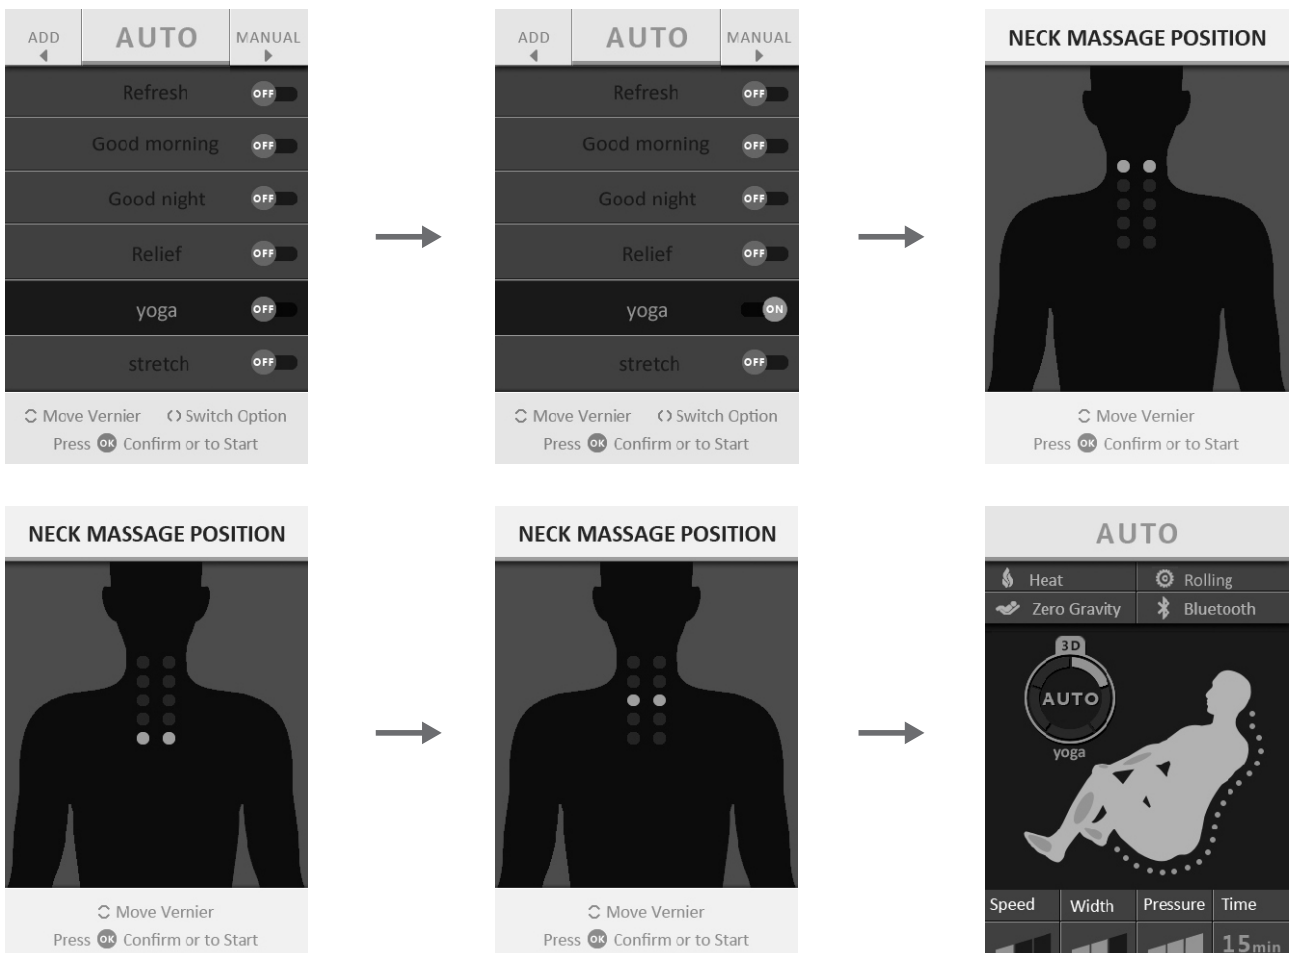 ADD
AUTO
MANUAL
Refresh
OFF
Good morning
OFF
Good night
OFF
Relief
OFF
yoga
OFF
stretch
OFF
Move Vernier
Switch Option
Press OK Confirm or to Start
ADD
AUTO
MANUAL
Refresh
OFF
Good morning
OFF
Good night
OFF
Relief
OFF
yoga
ON
stretch
OFF
Move Vernier
Switch Option
Press OK Confirm or to Start
NECK MASSAGE POSITION
Move Vernier
Press OK Confirm or to Start
NECK MASSAGE POSITION
Move Vernier
Press OK Confirm or to Start
NECK MASSAGE POSITION
Move Vernier
Press OK Confirm or to Start
AUTO
Heat
Rolling
Zero Gravity
Bluetooth
3D
AUTO
yoga
Speed
Width
Pressure
Time
15min